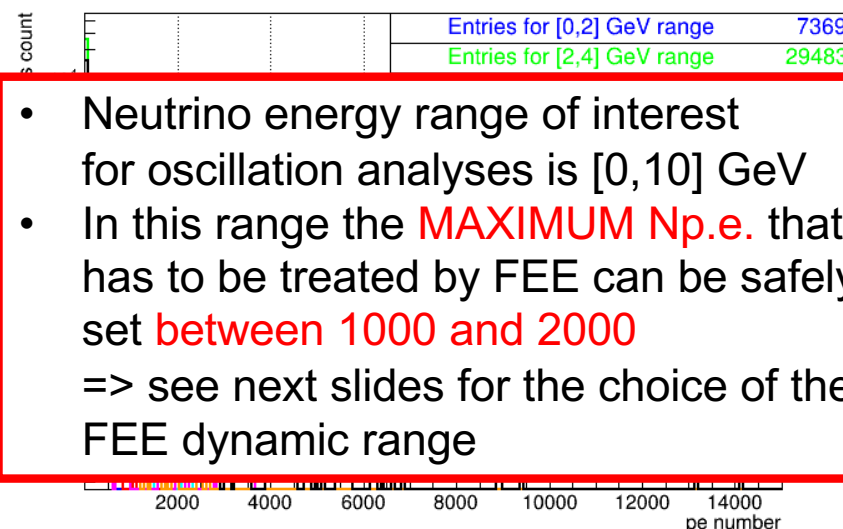 s count
Entries for [0,2] GeV range 7369
Entries for [2,4] GeV range 29483
• Neutrino energy range of interest
for oscillation analyses is [0,10] GeV
• In this range the MAXIMUM Np.e. that
has to be treated by FEE can be safely
set between 1000 and 2000
=> see next slides for the choice of the
FEE dynamic range
2000 4000 6000 8000 10000 12000 14000
pe number